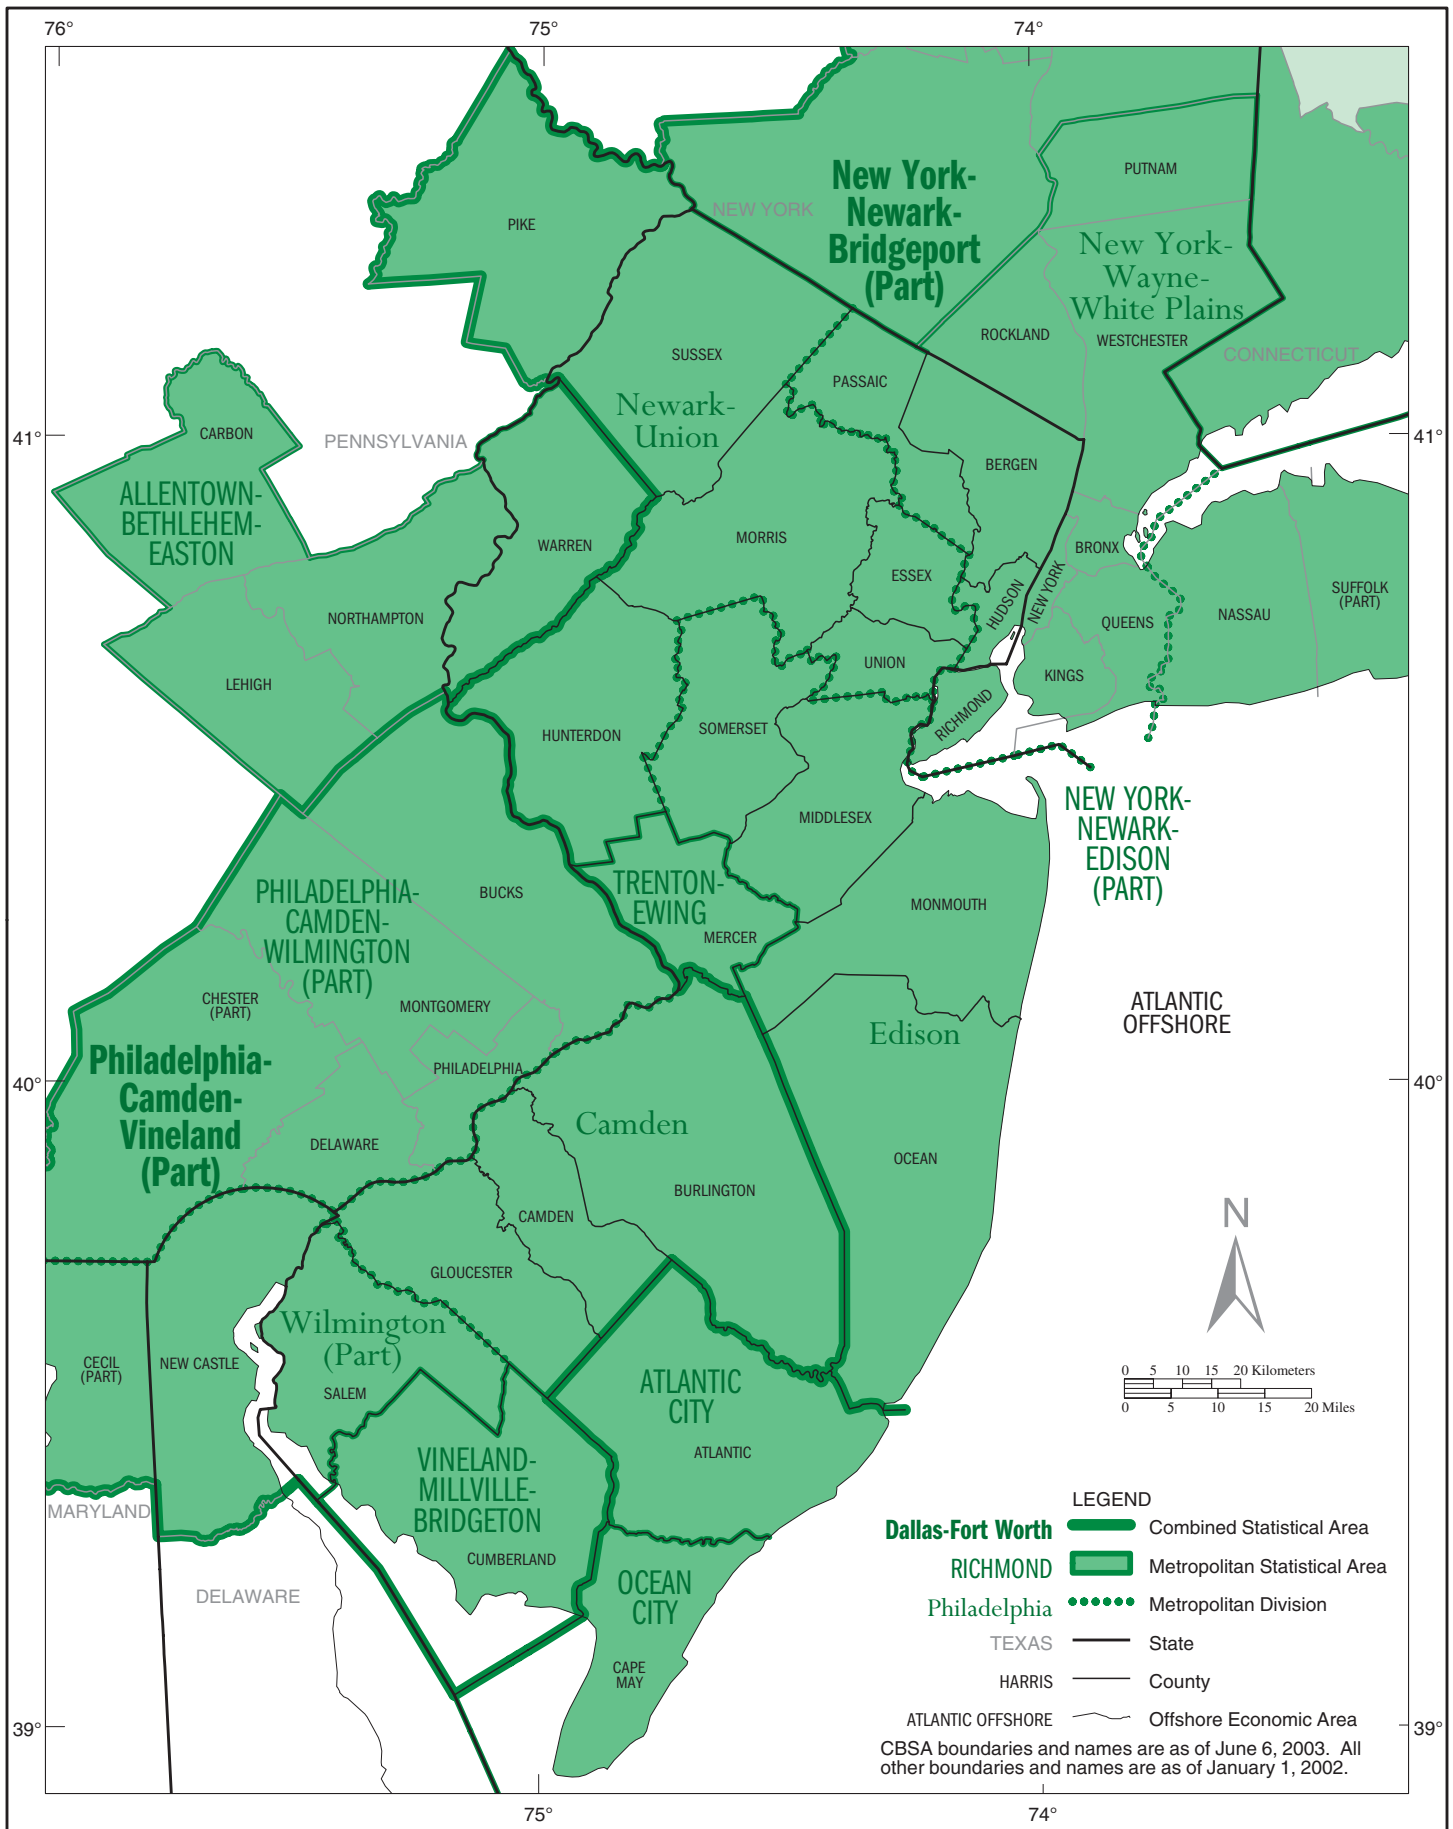 76°
75°
74°
PUTNAM
New York-
Newark-
Bridgeport
(Part)
NEW YORK
PIKE
New York-
Wayne-
White Plains
ROCKLAND
WESTCHESTER
CONNECTICUT
SUSSEX
PASSAIC
Newark-
Union
CARBON
PENNSYLVANIA
41°
41°
BERGEN
ALLENTOWN-
BETHLEHEM-
EASTON
WARREN
MORRIS
BRONX
ESSEX
HUDSON
NEW YORK
SUFFOLK
(PART)
NORTHAMPTON
QUEENS
NASSAU
UNION
KINGS
LEHIGH
RICHMOND
HUNTERDON
SOMERSET
NEW YORK-
NEWARK-
EDISON
(PART)
MIDDLESEX
PHILADELPHIA-
CAMDEN-
WILMINGTON
(PART)
BUCKS
TRENTON-
EWING
MERCER
MONMOUTH
CHESTER
(PART)
MONTGOMERY
ATLANTIC
OFFSHORE
Edison
Philadelphia-
Camden-
Vineland
(Part)
PHILADELPHIA
40°
40°
Camden
DELAWARE
OCEAN
BURLINGTON
CAMDEN
N
GLOUCESTER
Wilmington
(Part)
CECIL
(PART)
NEW CASTLE
SALEM
ATLANTIC
CITY
0 5 10 15 20 Kilometers
0 5 10 15 20 Miles
ATLANTIC
VINELAND-
MILLVILLE-
BRIDGETON
MARYLAND
CUMBERLAND
DELAWARE
OCEAN
CITY
CAPE
MAY
LEGEND
Dallas-Fort Worth Combined Statistical Area
RICHMOND Metropolitan Statistical Area
Philadelphia Metropolitan Division
TEXAS State
HARRIS County
ATLANTIC OFFSHORE Offshore Economic Area
39°
39°
CBSA boundaries and names are as of June 6, 2003. All
other boundaries and names are as of January 1, 2002.
75°
74°